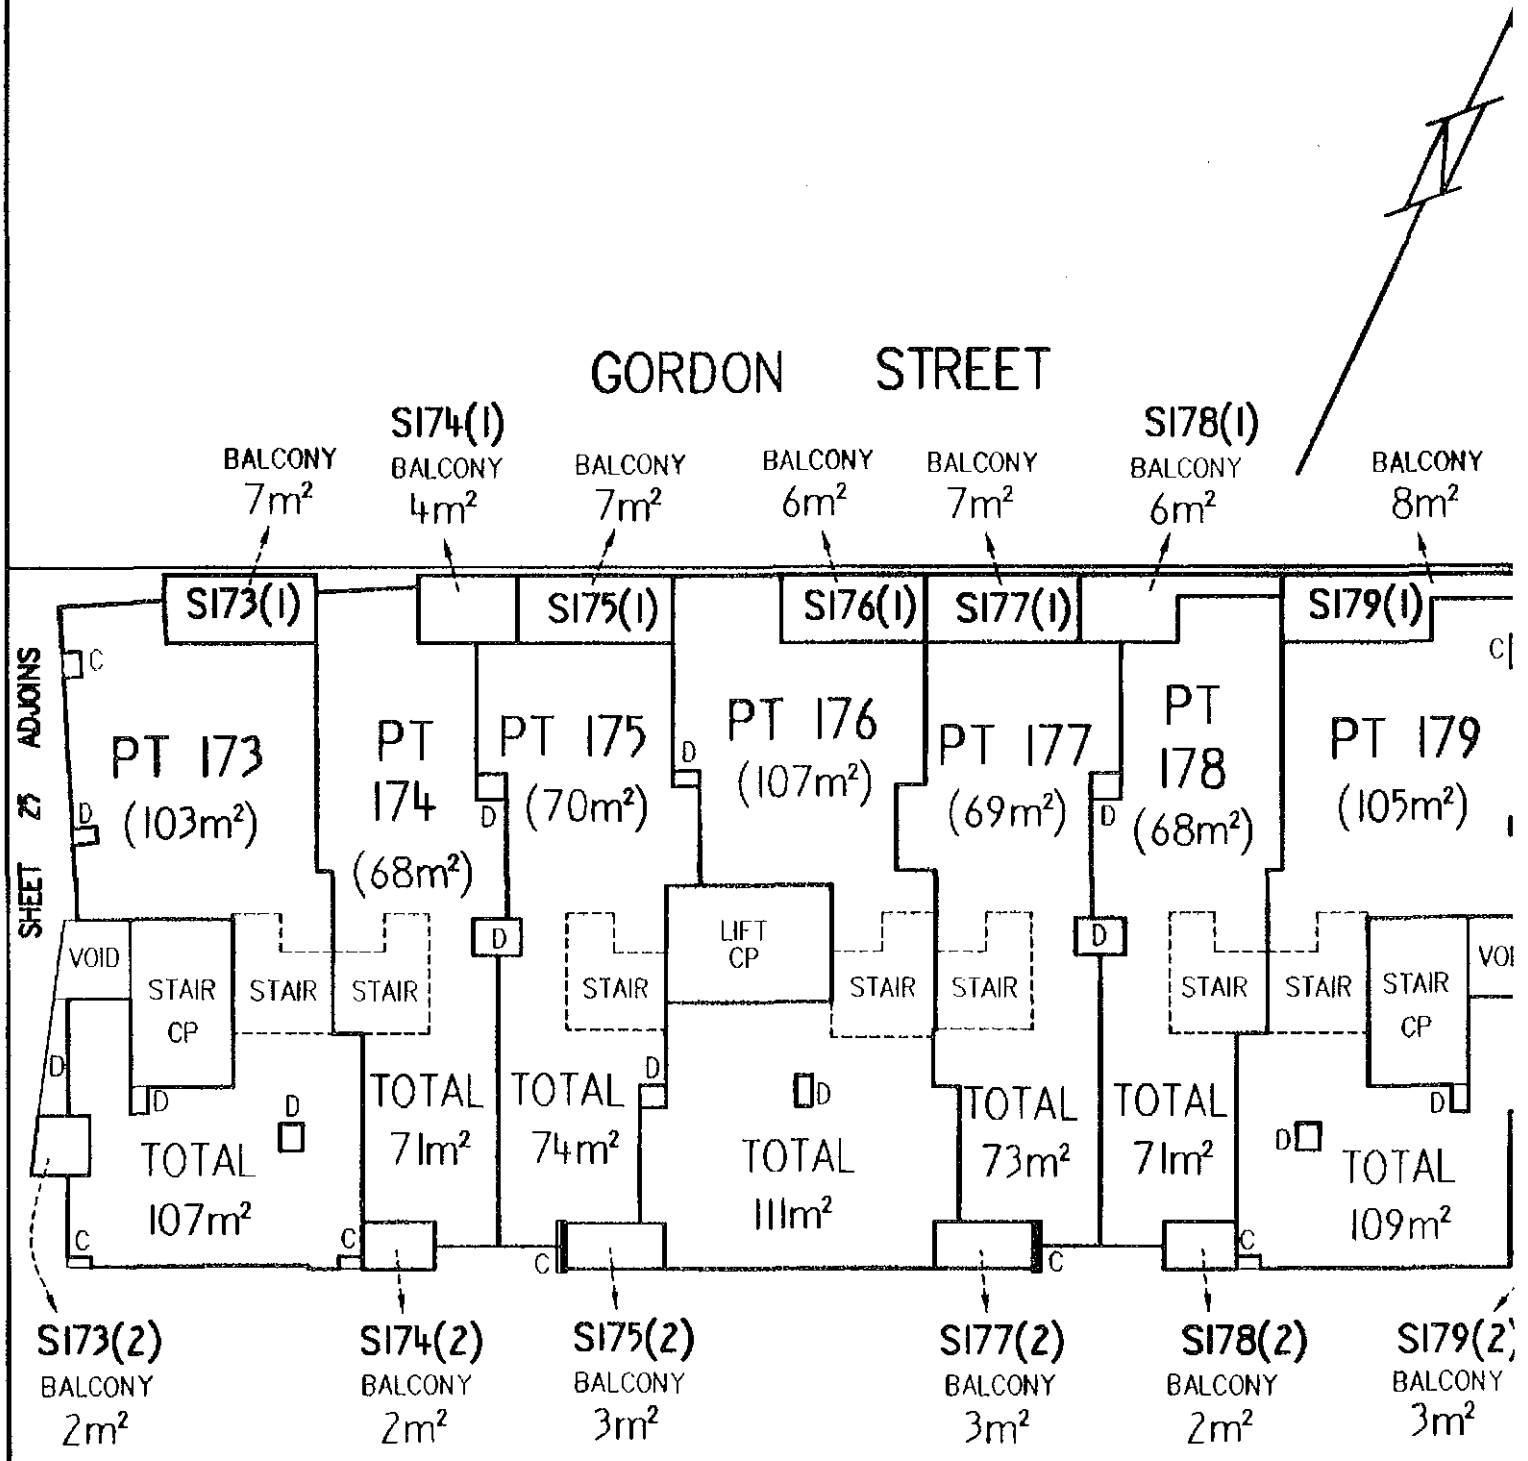 GORDON STREET
S174(1)
S178(1)
BALCONY
7m²
BALCONY
4m²
BALCONY
7m²
BALCONY
6m²
BALCONY
7m²
BALCONY
6m²
BALCONY
8m²
S173(1)
S175(1)
S176(1)
S177(1)
S179(1)
SHEET 25 ADJOINS
C
C
PT 173
(103m²)
PT
174
(68m²)
PT 175
(70m²)
PT 176
(107m²)
PT 177
(69m²)
PT
178
(68m²)
PT 179
(105m²)
D
D
D
D
D
D
VOID
STAIR
CP
STAIR
STAIR
STAIR
LIFT
CP
STAIR
STAIR
STAIR
STAIR
STAIR
CP
VOI
D
D
D
D
D
D
D
TOTAL
107m²
TOTAL
71m²
TOTAL
74m²
TOTAL
111m²
TOTAL
73m²
TOTAL
71m²
TOTAL
109m²
C
C
C
C
C
S173(2)
BALCONY
2m²
S174(2)
BALCONY
2m²
S175(2)
BALCONY
3m²
S177(2)
BALCONY
3m²
S178(2)
BALCONY
2m²
S179(2)
BALCONY
3m²
N